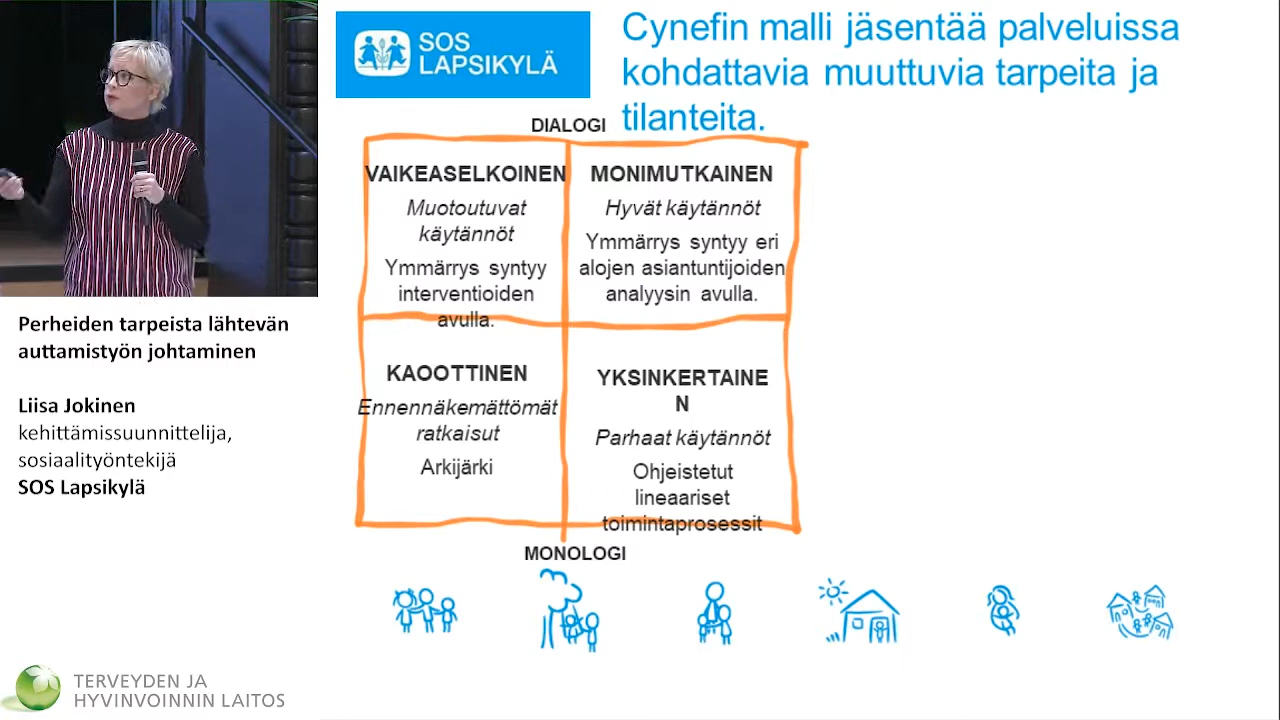 SOS
LAPSIKYLÄ
Cynefin malli jäsentää palveluissa
kohdattavia muuttuvia tarpeita ja
tilanteita.
DIALOGI
VAIKEASELKOINEN
Muotoutuvat
käytännöt
Ymmärrys syntyy
interventioiden
avulla.
MONIMUTKAINEN
Hyvät käytännöt
Ymmärrys syntyy eri
alojen asiantuntijoiden
analyysin avulla.
KAOOTTINEN
Ennennäkemättömät
ratkaisut
Arkijärki
YKSINKERTAINE
N
Parhaat käytännöt
Ohjeistetut
lineaariset
toimintaprosessit
MONOLOGI
Perheiden tarpeista lähtevän
auttamistyön johtaminen
Liisa Jokinen
kehittämissuunnittelija,
sosiaalityöntekijä
SOS Lapsikylä
TERVEYDEN JA
HYVINVOINNIN LAITOS